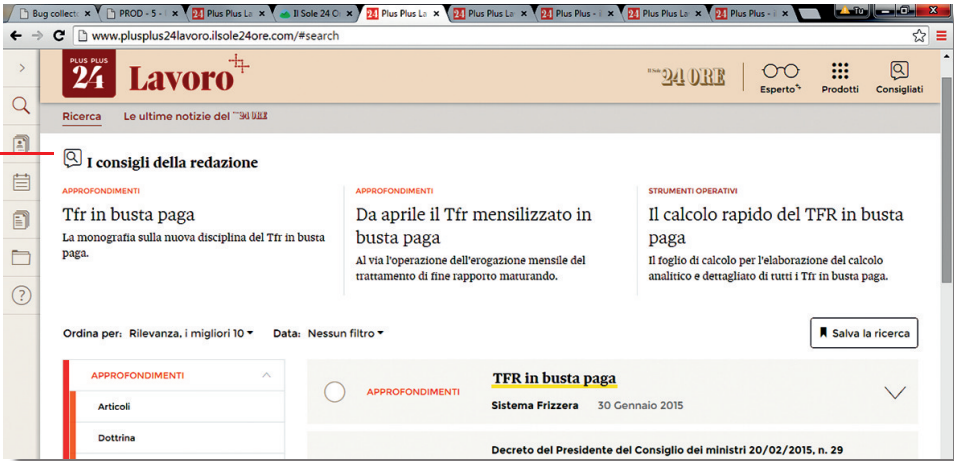 Bug collect
PROD - 5 -
Plus Plus La
Il Sole 24 O
Plus Plus La
Plus Plus La
Plus Plus -
Plus Plus La
Plus Plus -
Tu
www.plusplus24lavoro.ilsole24ore.com/#search
PLUS PLUS
24 Lavoro
24 ORE
Esperto+
Prodotti
Consigliati
Ricerca
Le ultime notizie del 24 ORE
I consigli della redazione
APPROFONDIMENTI
Tfr in busta paga
La monografia sulla nuova disciplina del Tfr in busta
paga.
APPROFONDIMENTI
Da aprile il Tfr mensilizzato in
busta paga
Al via l'operazione dell'erogazione mensile del
trattamento di fine rapporto maturando.
STRUMENTI OPERATIVI
Il calcolo rapido del TFR in busta
paga
Il foglio di calcolo per l'elaborazione del calcolo
analitico e dettagliato di tutti i Tfr in busta paga.
Ordina per: Rilevanza, i migliori 10
Data: Nessun filtro
Salva la ricerca
APPROFONDIMENTI
Articoli
Dottrina
APPROFONDIMENTI
TFR in busta paga
Sistema Frizzera 30 Gennaio 2015
Decreto del Presidente del Consiglio dei ministri 20/02/2015, n. 29